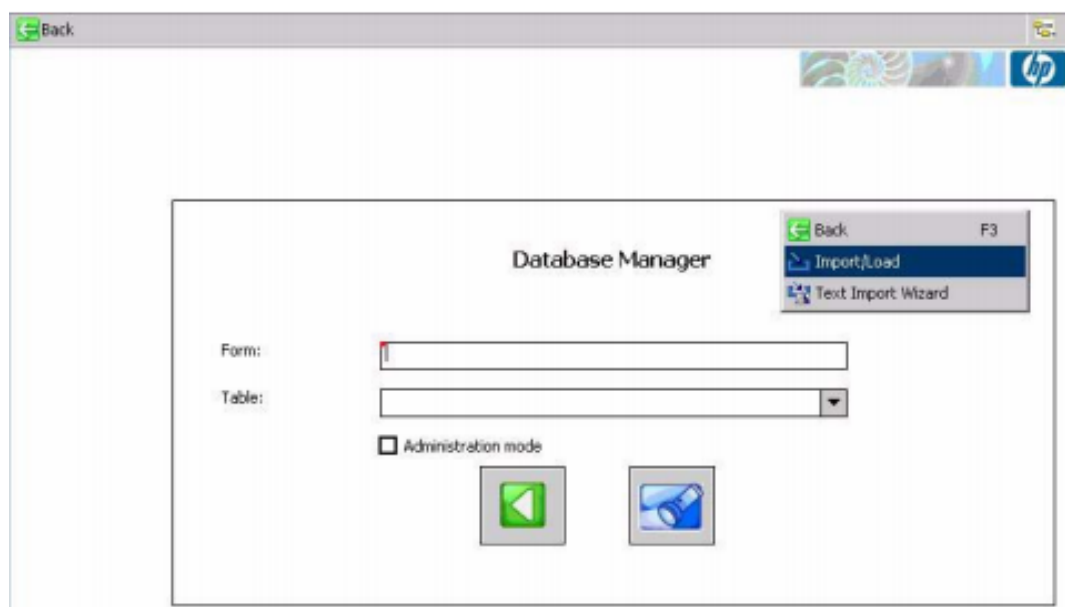 Back
hp
Back F3
Database Manager
Import/Load
Text Import Wizard
Form:
Table:
Administration mode